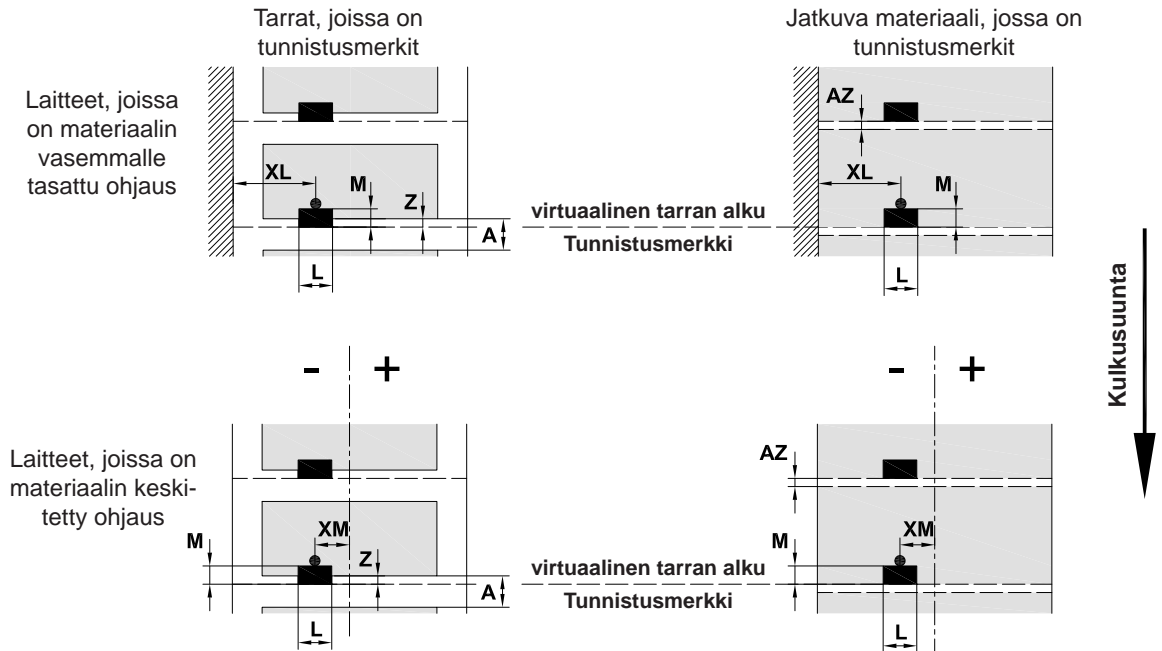 Tarrat, joissa on
tunnistusmerkit
Jatkuva materiaali, jossa on
tunnistusmerkit
Laitteet, joissa
on materiaalin
vasemmalle
tasattu ohjaus
XL
M
Z
A
L
virtuaalinen tarran alku
Tunnistusmerkki
AZ
XL
M
L
Kulkusuunta
- +
- +
Laitteet, joissa on
materiaalin keski-
tetty ohjaus
M
XM
Z
A
L
virtuaalinen tarran alku
Tunnistusmerkki
AZ
XM
M
L